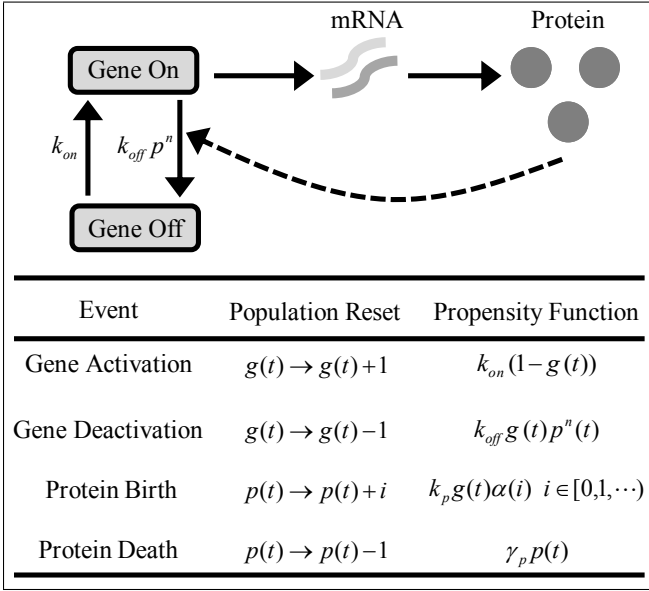 mRNA Protein
Gene On
k_on k_off p^n
Gene Off
Event Population Reset Propensity Function
Gene Activation g(t) → g(t)+1 k_on(1−g(t))
Gene Deactivation g(t) → g(t)−1 k_off g(t) p^n(t)
Protein Birth p(t) → p(t)+i k_p g(t)α(i) i∈[0,1,⋯)
Protein Death p(t) → p(t)−1 γ_p p(t)